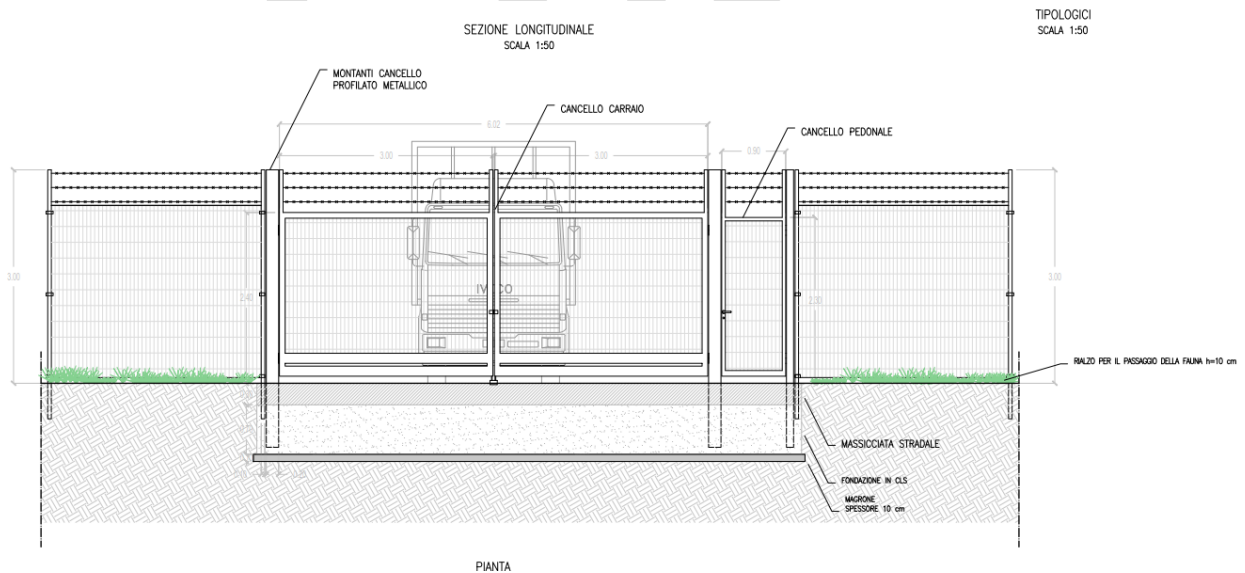 SEZIONE LONGITUDINALE
SCALA 1:50
TIPOLOGICI
SCALA 1:50
MONTANTI CANCELLO
PROFILATO METALLICO
CANCELLO CARRAIO
6.02
CANCELLO PEDONALE
3.00
3.00
0.90
3.00
2.40
IVECO
2.30
3.00
RIALZO PER IL PASSAGGIO DELLA FAUNA h=10 cm
MASSICCIATA STRADALE
FONDAZIONE IN CLS
MAGRONE
SPESSORE 10 cm
PIANTA